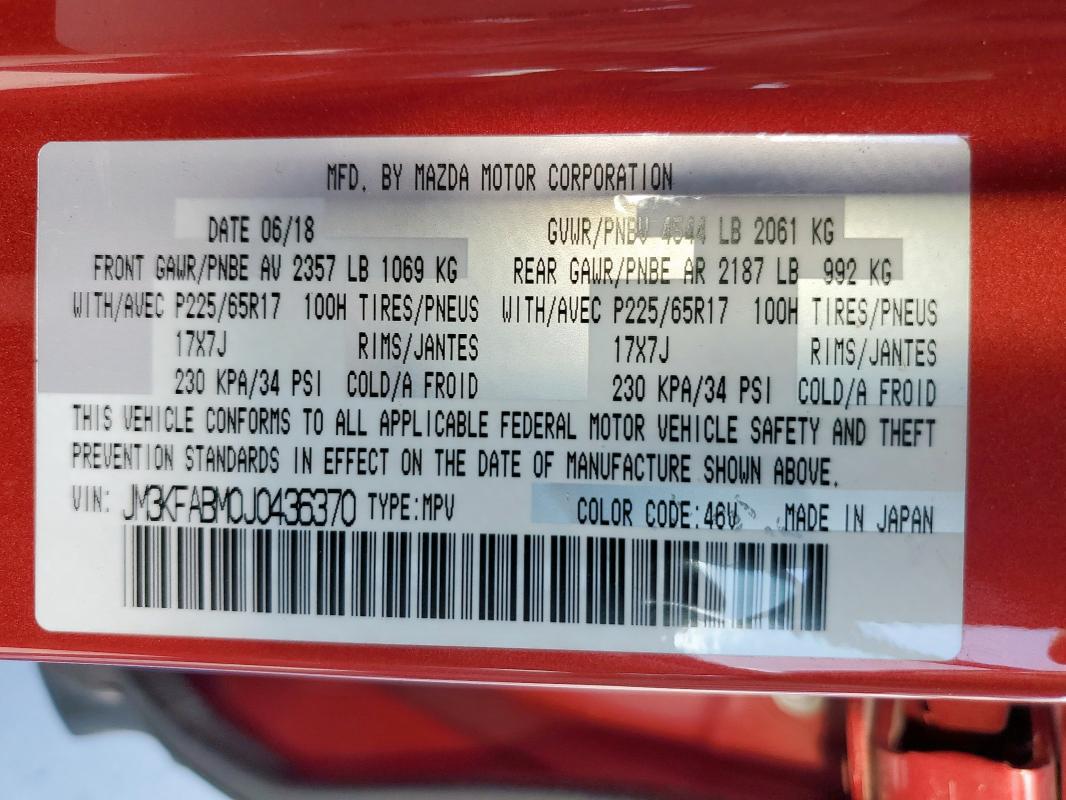 MFD. BY MAZDA MOTOR CORPORATION
DATE 06/18 GVWR/PNBV 4544 LB 2061 KG
FRONT GAWR/PNBE AV 2357 LB 1069 KG REAR GAWR/PNBE AR 2187 LB 992 KG
WITH/AVEC P225/65R17 100H TIRES/PNEUS WITH/AVEC P225/65R17 100H TIRES/PNEUS
17X7J RIMS/JANTES 17X7J RIMS/JANTES
230 KPA/34 PSI COLD/A FROID 230 KPA/34 PSI COLD/A FROID
THIS VEHICLE CONFORMS TO ALL APPLICABLE FEDERAL MOTOR VEHICLE SAFETY AND THEFT
PREVENTION STANDARDS IN EFFECT ON THE DATE OF MANUFACTURE SHOWN ABOVE.
VIN: JM3KFABM0J0436370 TYPE:MPV COLOR CODE:46V MADE IN JAPAN